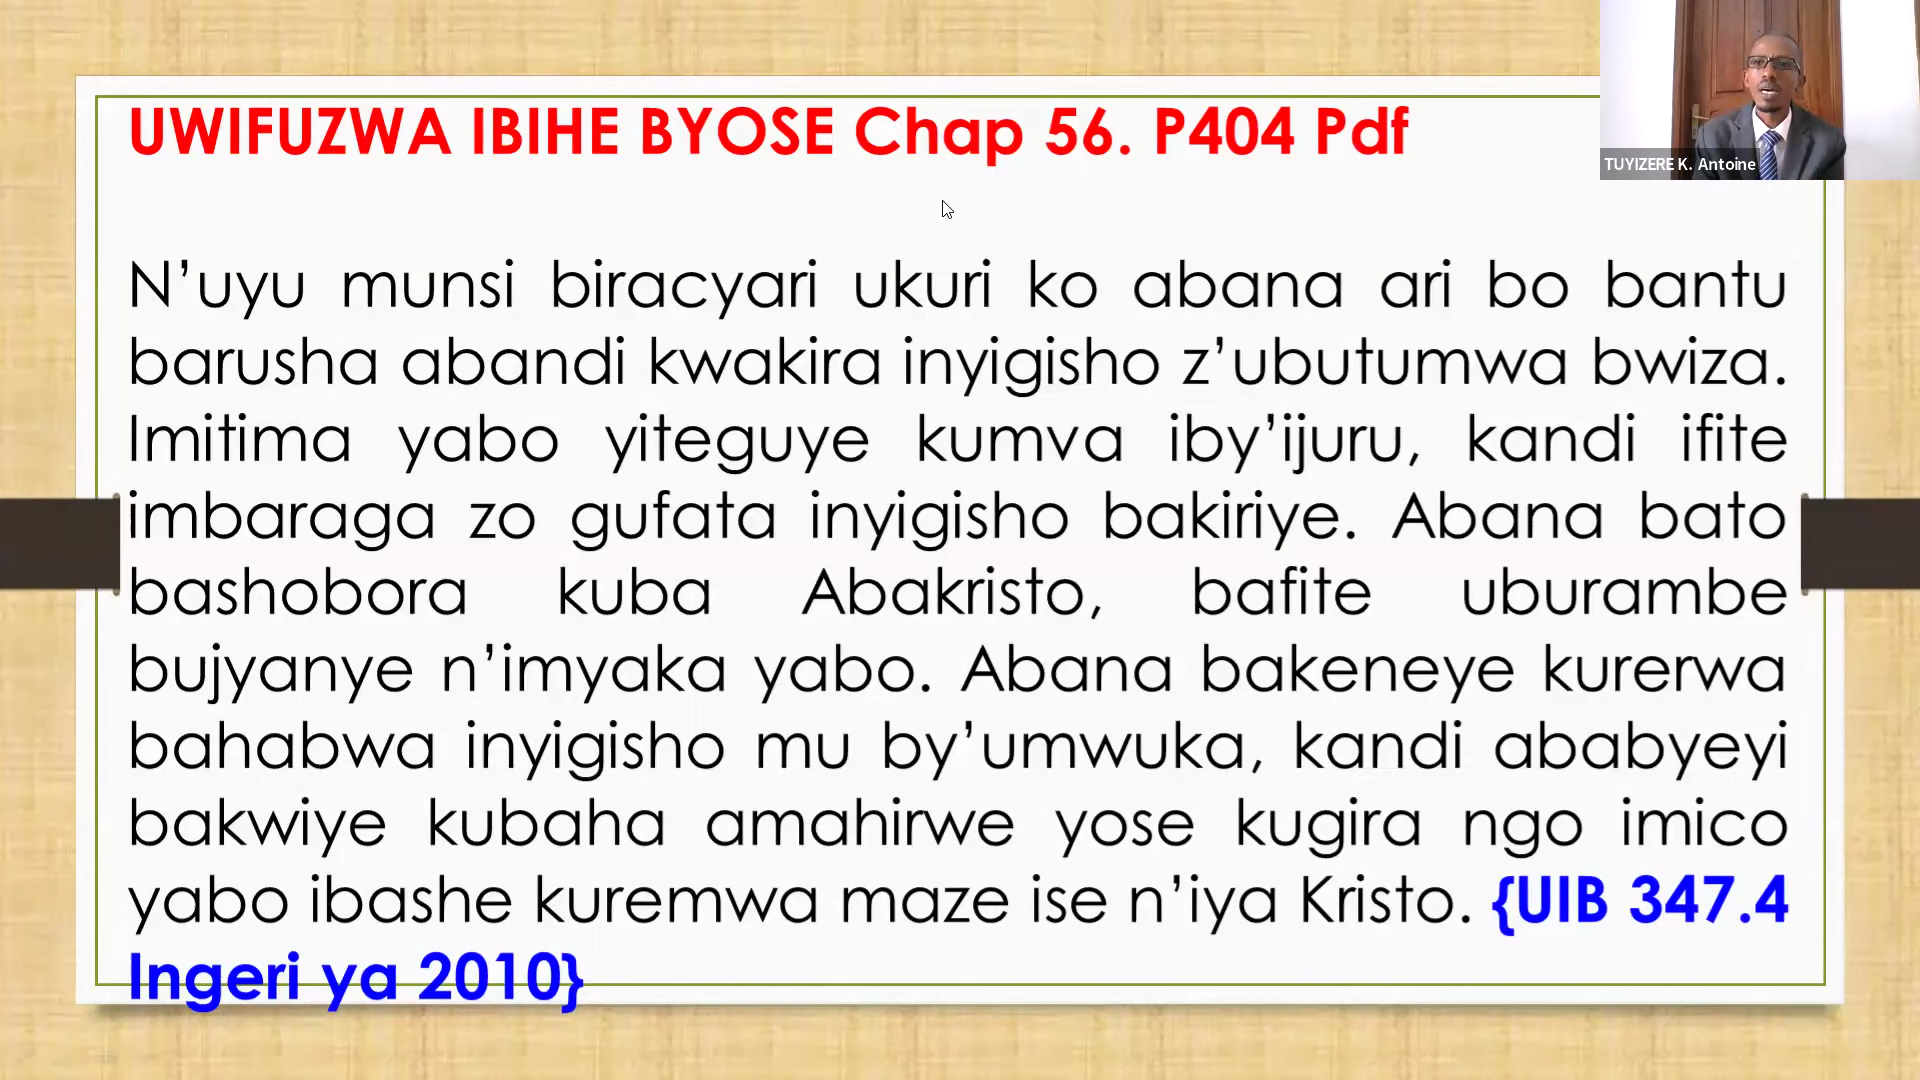 UWIFUZWA IBIHE BYOSE Chap 56. P404 Pdf
TUYIZERE K. Antoine
N’uyu munsi biracyari ukuri ko abana ari bo bantu
barusha abandi kwakira inyigisho z’ubutumwa bwiza.
Imitima yabo yiteguye kumva iby’ijuru, kandi ifite
imbaraga zo gufata inyigisho bakiriye. Abana bato
bashobora kuba Abakristo, bafite uburambe
bujyanye n’imyaka yabo. Abana bakeneye kurerwa
bahabwa inyigisho mu by’umwuka, kandi ababyeyi
bakwiye kubaha amahirwe yose kugira ngo imico
yabo ibashe kuremwa maze ise n’iya Kristo. {UIB 347.4
Ingeri ya 2010}